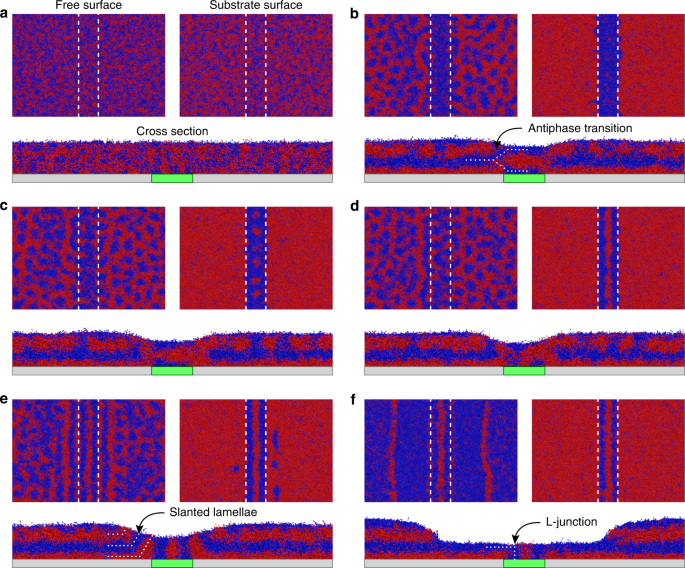 a
Free surface
Substrate surface
Cross section
b
Antiphase transition
c
d
e
Slanted lamellae
f
L-junction